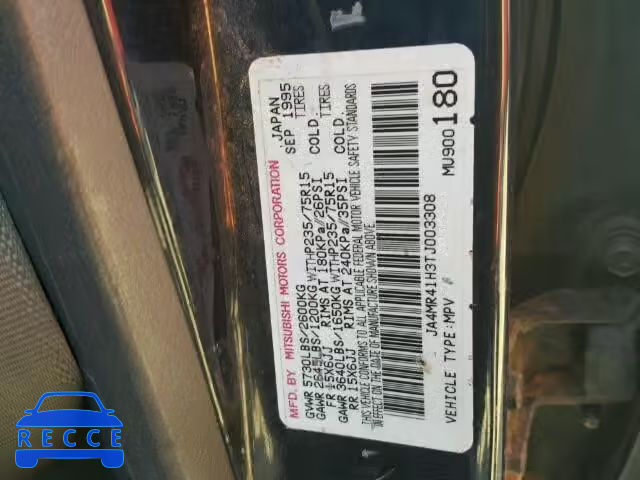 MFD. BY MITSUBISHI MOTORS CORPORATION JAPAN
SEP 1995
GVWR 5730LBS/2600KG
GAWR 2645LBS/1200KG WITH P235/75R15 TIRES
FR 15X6JJ RIMS AT 180KPA//26PSI COLD.
GAWR 3640LBS/1650KG WITH P235/75R15 TIRES
RR 15X6JJ RIMS AT 240KPA//35PSI COLD.
THIS VEHICLE CONFORMS TO ALL APPLICABLE FEDERAL MOTOR VEHICLE SAFETY STANDARDS
IN EFFECT ON THE DATE OF MANUFACTURE SHOWN ABOVE.
JA4MR41H3TJ003308
VEHICLE TYPE:MPV
MU900 180
RECCE